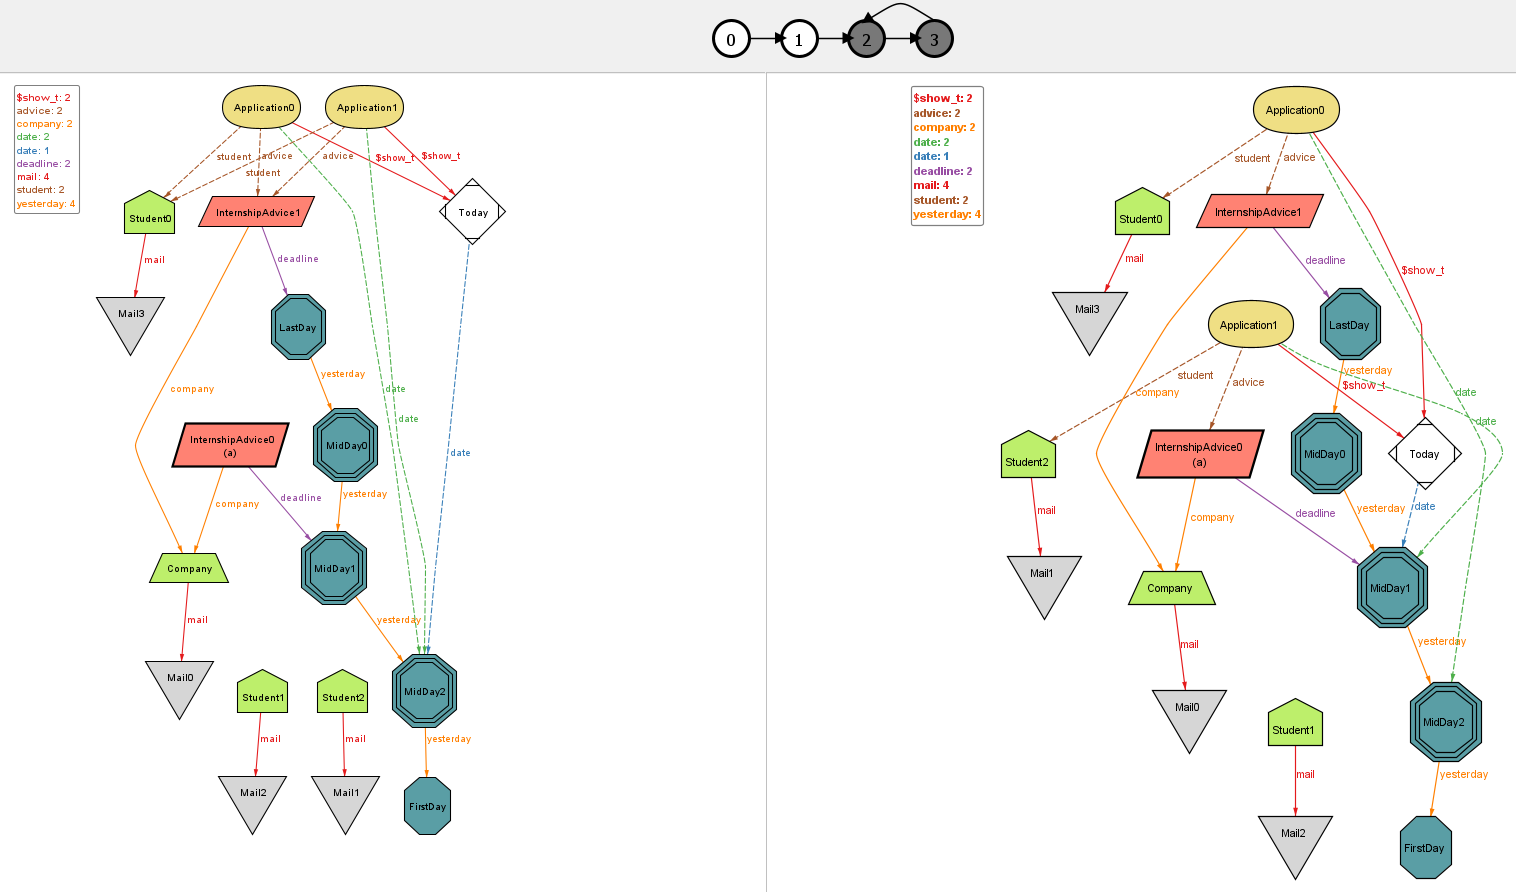 0
1
2
3
$show_t: 2
advice: 2
company: 2
date: 2
date: 1
deadline: 2
mail: 4
student: 2
yesterday: 4
Application0
Application1
student
advice
advice
$show_t
$show_t
student
Student0
InternshipAdvice1
Today
mail
deadline
Mail3
LastDay
yesterday
company
date
date
InternshipAdvice0
(a)
MidDay0
date
yesterday
deadline
company
Company
MidDay1
mail
yesterday
Mail0
Student1
Student2
MidDay2
mail
mail
yesterday
Mail2
Mail1
FirstDay
$show_t: 2
advice: 2
company: 2
date: 2
date: 1
deadline: 2
mail: 4
student: 2
yesterday: 4
Application0
student
advice
Student0
InternshipAdvice1
mail
deadline
$show_t
Mail3
Application1
LastDay
yesterday
student
advice
$show_t
company
date
date
Student2
InternshipAdvice0
(a)
MidDay0
Today
mail
company
deadline
yesterday
date
Mail1
Company
MidDay1
mail
yesterday
Mail0
Student1
MidDay2
mail
yesterday
Mail2
FirstDay